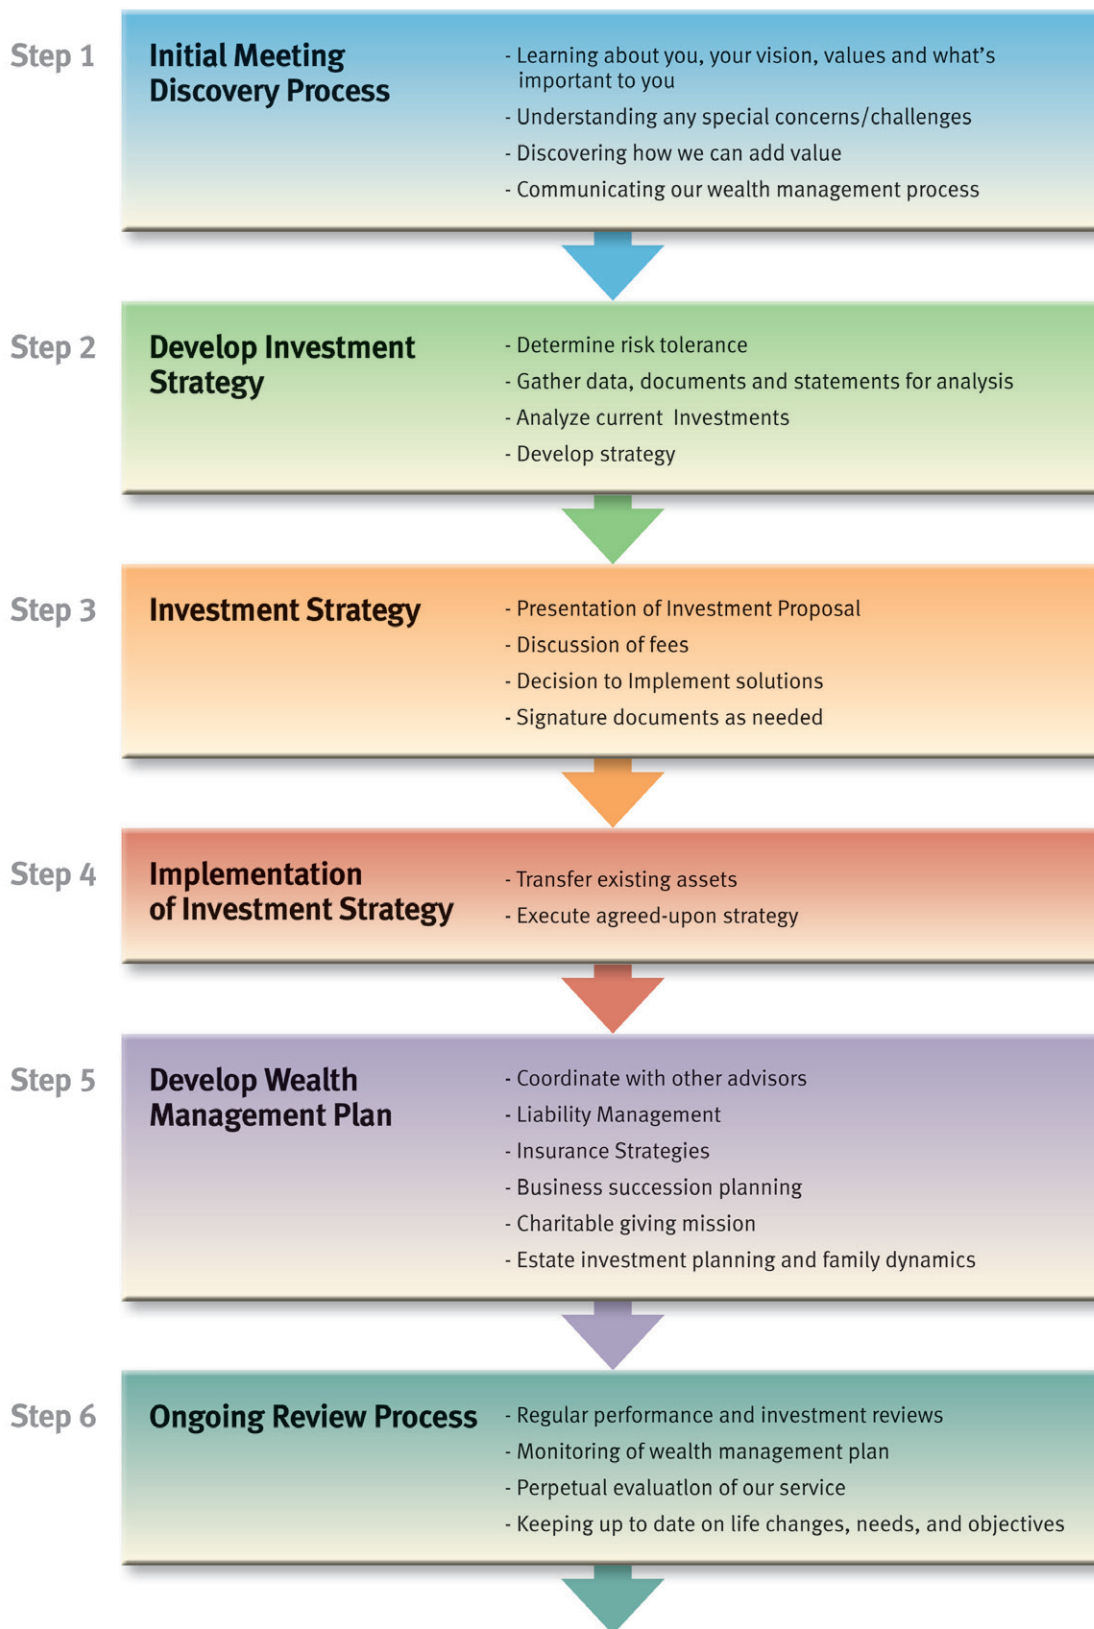 Step 1
Initial Meeting
Discovery Process
- Learning about you, your vision, values and what's
important to you
- Understanding any special concerns/challenges
- Discovering how we can add value
- Communicating our wealth management process
Step 2
Develop Investment
Strategy
- Determine risk tolerance
- Gather data, documents and statements for analysis
- Analyze current Investments
- Develop strategy
Step 3
Investment Strategy
- Presentation of Investment Proposal
- Discussion of fees
- Decision to Implement solutions
- Signature documents as needed
Step 4
Implementation
of Investment Strategy
- Transfer existing assets
- Execute agreed-upon strategy
Step 5
Develop Wealth
Management Plan
- Coordinate with other advisors
- Liability Management
- Insurance Strategies
- Business succession planning
- Charitable giving mission
- Estate investment planning and family dynamics
Step 6
Ongoing Review Process
- Regular performance and investment reviews
- Monitoring of wealth management plan
- Perpetual evaluatlon of our service
- Keeping up to date on life changes, needs, and objectives